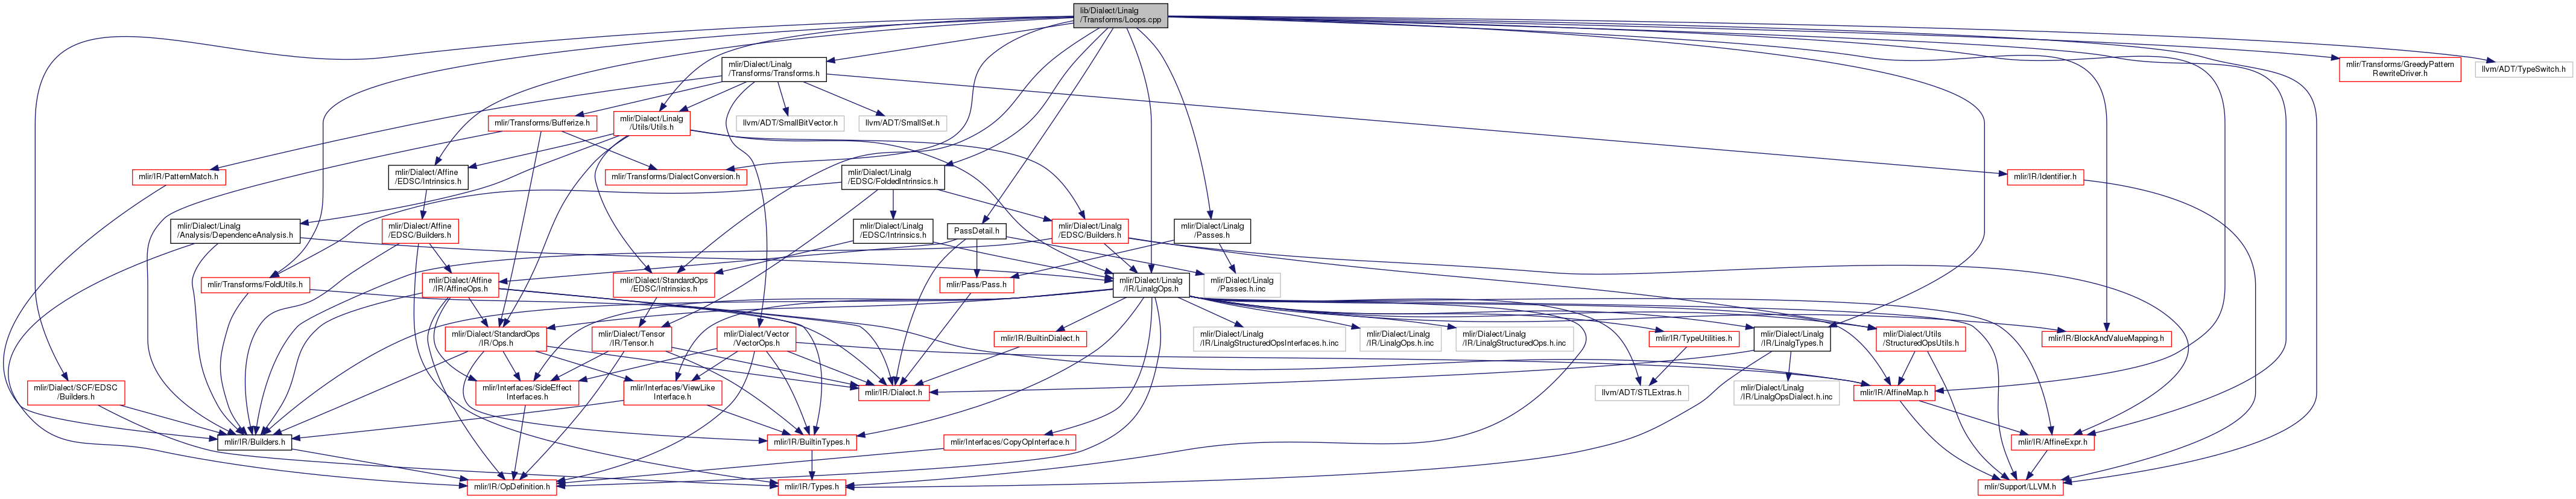 lib/Dialect/Linalg
/Transforms/Loops.cpp
mlir/Dialect/Linalg
/Transforms/Transforms.h
mlir/Transforms/GreedyPattern
RewriteDriver.h
llvm/ADT/TypeSwitch.h
mlir/Transforms/Bufferize.h
mlir/Dialect/Linalg
/Utils/Utils.h
llvm/ADT/SmallBitVector.h
llvm/ADT/SmallSet.h
mlir/IR/PatternMatch.h
mlir/Dialect/Affine
/EDSC/Intrinsics.h
mlir/Transforms/DialectConversion.h
mlir/Dialect/Linalg
/EDSC/FoldedIntrinsics.h
mlir/IR/Identifier.h
mlir/Dialect/Linalg
/Analysis/DependenceAnalysis.h
mlir/Dialect/Affine
/EDSC/Builders.h
mlir/Dialect/Linalg
/EDSC/Intrinsics.h
PassDetail.h
mlir/Dialect/Linalg
/EDSC/Builders.h
mlir/Dialect/Linalg
/Passes.h
mlir/Transforms/FoldUtils.h
mlir/Dialect/Affine
/IR/AffineOps.h
mlir/Dialect/StandardOps
/EDSC/Intrinsics.h
mlir/Pass/Pass.h
mlir/Dialect/Linalg
/IR/LinalgOps.h
mlir/Dialect/Linalg
/Passes.h.inc
mlir/Dialect/StandardOps
/IR/Ops.h
mlir/Dialect/Tensor
/IR/Tensor.h
mlir/Dialect/Vector
/VectorOps.h
mlir/IR/BuiltinDialect.h
mlir/Dialect/Linalg
/IR/LinalgStructuredOpsInterfaces.h.inc
mlir/Dialect/Linalg
/IR/LinalgOps.h.inc
mlir/Dialect/Linalg
/IR/LinalgStructuredOps.h.inc
mlir/IR/TypeUtilities.h
mlir/Dialect/Linalg
/IR/LinalgTypes.h
mlir/Dialect/Utils
/StructuredOpsUtils.h
mlir/IR/BlockAndValueMapping.h
mlir/Dialect/SCF/EDSC
/Builders.h
mlir/Interfaces/SideEffect
Interfaces.h
mlir/Interfaces/ViewLike
Interface.h
mlir/IR/Dialect.h
llvm/ADT/STLExtras.h
mlir/Dialect/Linalg
/IR/LinalgOpsDialect.h.inc
mlir/IR/AffineMap.h
mlir/IR/Builders.h
mlir/IR/BuiltinTypes.h
mlir/Interfaces/CopyOpInterface.h
mlir/IR/AffineExpr.h
mlir/IR/OpDefinition.h
mlir/IR/Types.h
mlir/Support/LLVM.h